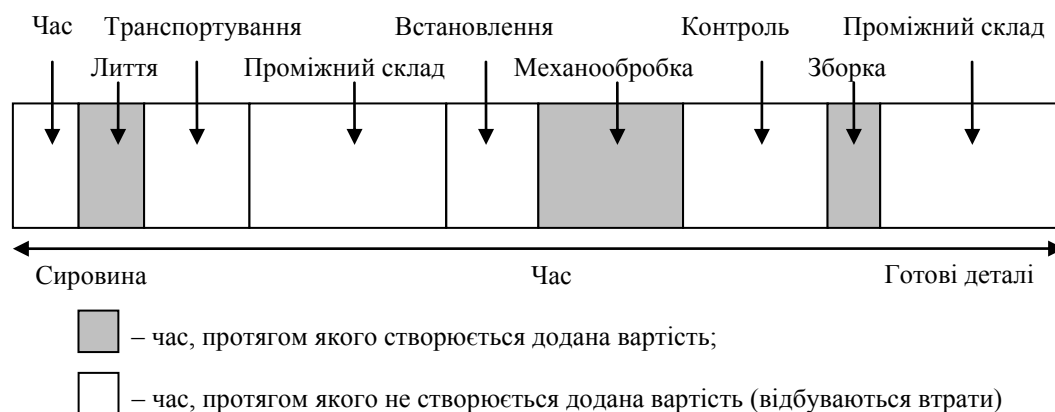 Час Транспортування Встановлення Контроль Проміжний склад
Лиття Проміжний склад Механообробка Зборка
Сировина Час Готові деталі
– час, протягом якого створюється додана вартість;
– час, протягом якого не створюється додана вартість (відбуваються втрати)